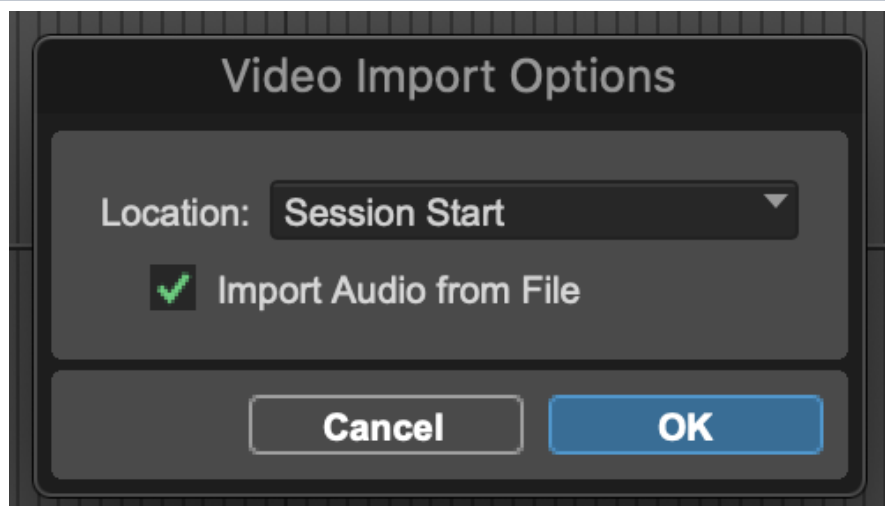 Video Import Options
Location: Session Start
Import Audio from File
Cancel OK